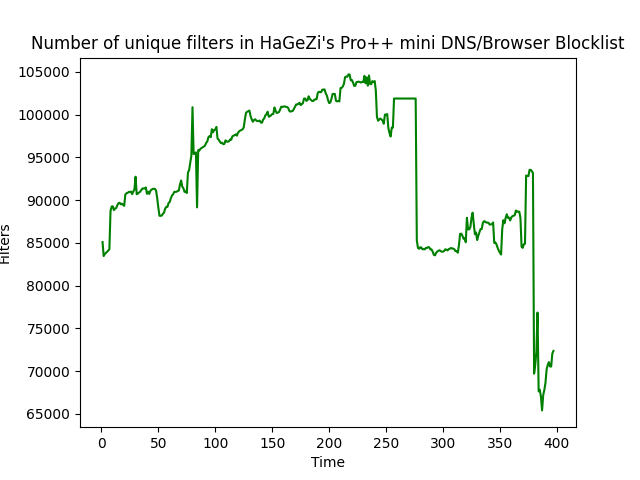 Number of unique filters in HaGeZi's Pro++ mini DNS/Browser Blocklist
105000
100000
95000
90000
85000
80000
75000
70000
65000
Filters
0 50 100 150 200 250 300 350 400
Time